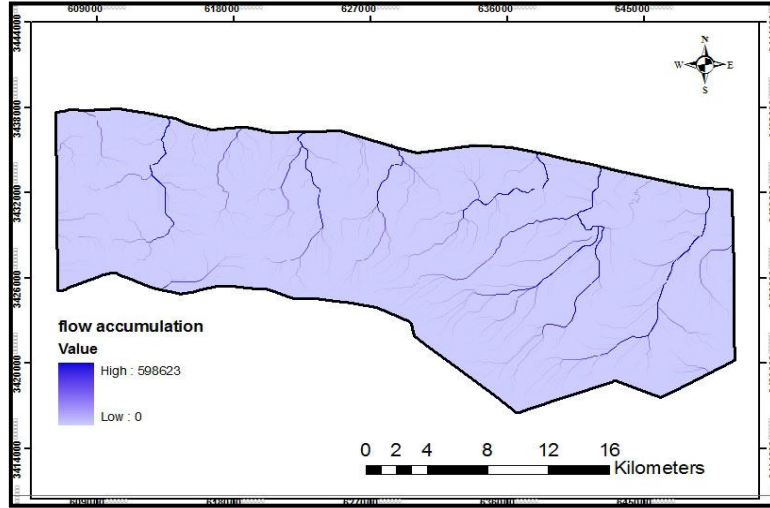 609000 618000 627000 636000 645000
N
W E
S
3444000
3438000
3432000
3426000
3420000
3414000
flow accumulation
Value
High : 598623
Low : 0
0 2 4 8 12 16
Kilometers
609000 618000 627000 636000 645000